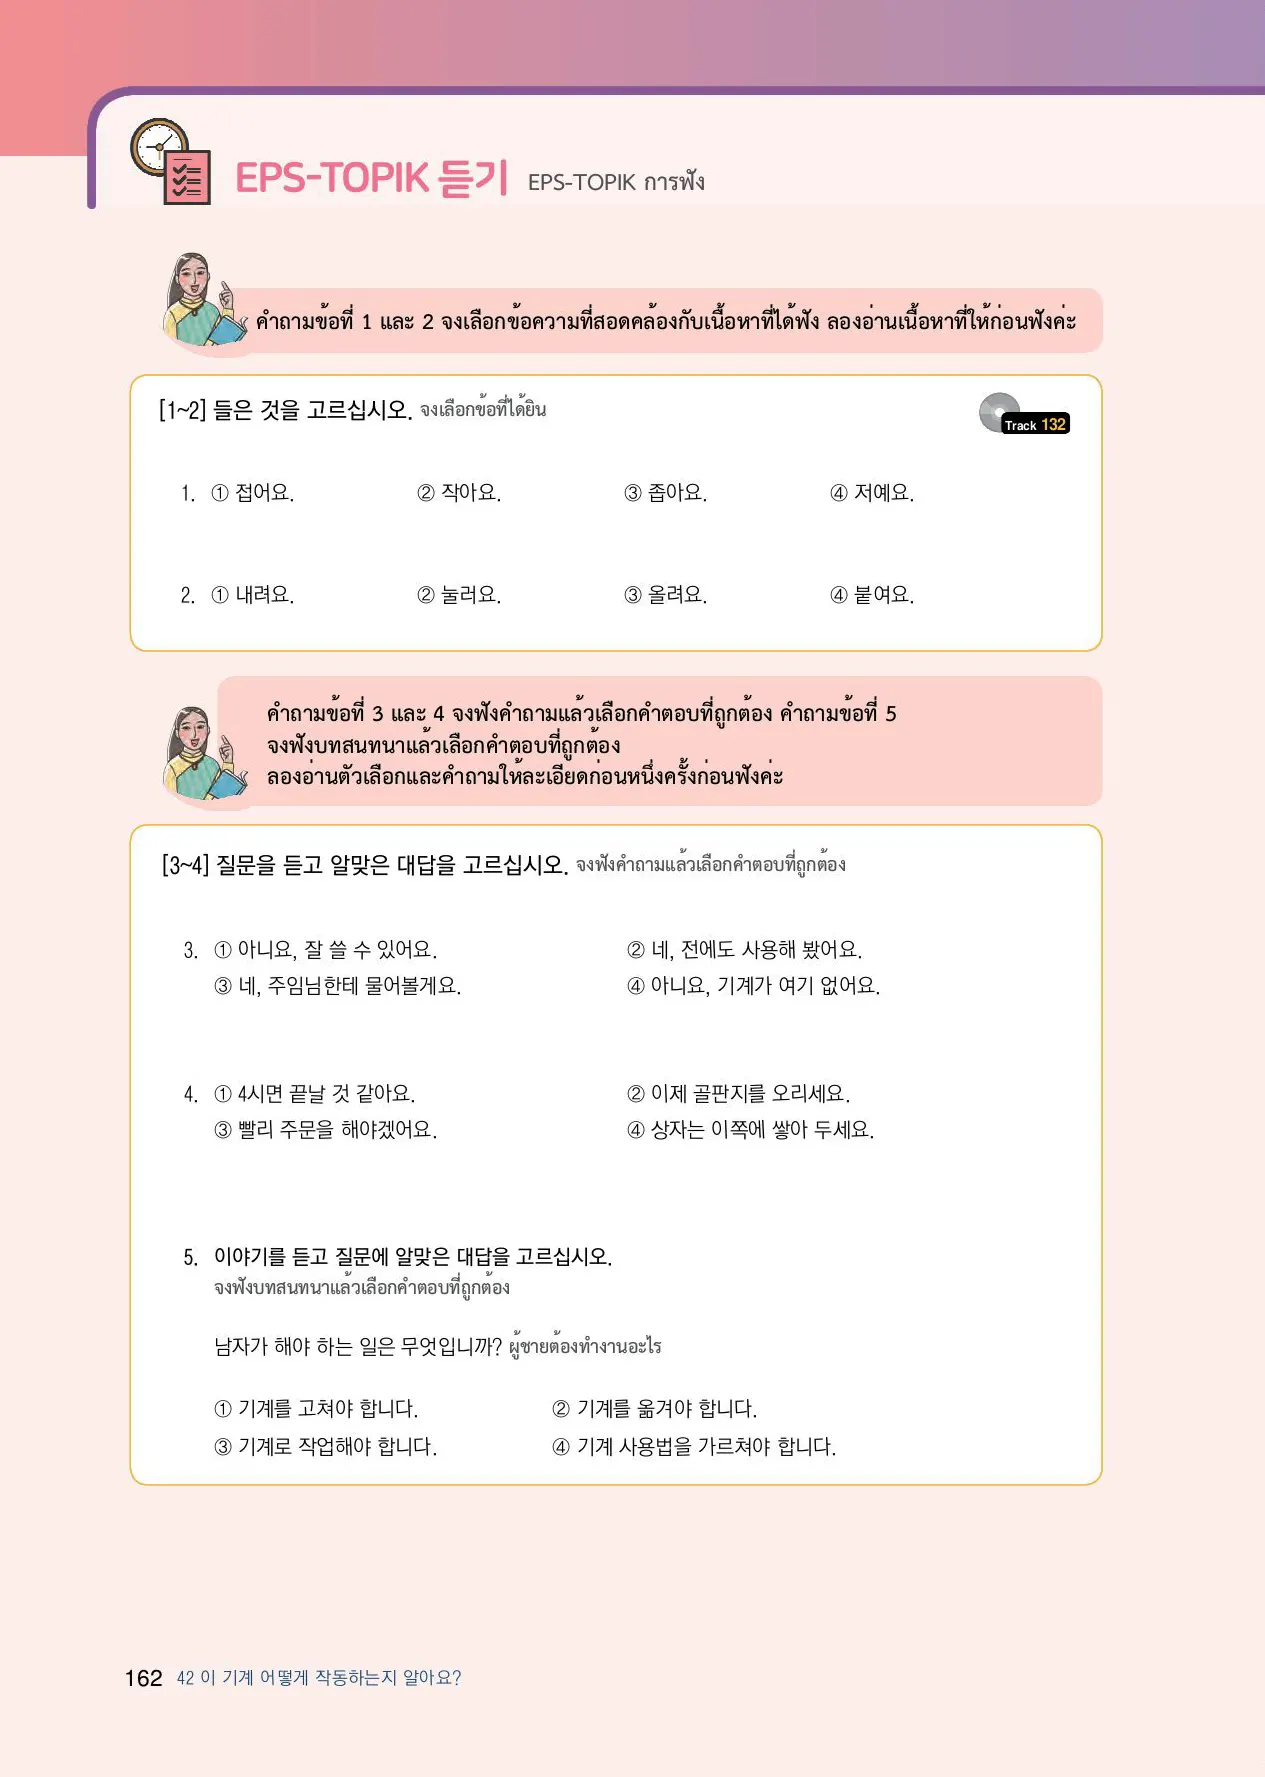 EPS-TOPIK 듣기 EPS-TOPIK การฟัง
คำถามข้อที่ 1 และ 2 จงเลือกข้อความที่สอดคล้องกับเนื้อหาที่ได้ฟัง ลองอ่านเนื้อหาที่ให้ก่อนฟังค่ะ
[1~2] 들은 것을 고르십시오. จงเลือกข้อที่ได้ยิน
Track 132
1. ① 접어요. ② 작아요. ③ 좁아요. ④ 저예요.
2. ① 내려요. ② 눌러요. ③ 올려요. ④ 붙여요.
คำถามข้อที่ 3 และ 4 จงฟังคำถามแล้วเลือกคำตอบที่ถูกต้อง คำถามข้อที่ 5
จงฟังบทสนทนาแล้วเลือกคำตอบที่ถูกต้อง
ลองอ่านตัวเลือกและคำถามให้ละเอียดก่อนหนึ่งครั้งก่อนฟังค่ะ
[3~4] 질문을 듣고 알맞은 대답을 고르십시오. จงฟังคำถามแล้วเลือกคำตอบที่ถูกต้อง
3. ① 아니요, 잘 쓸 수 있어요. ② 네, 전에도 사용해 봤어요.
③ 네, 주임님한테 물어볼게요. ④ 아니요, 기계가 여기 없어요.
4. ① 4시면 끝날 것 같아요. ② 이제 골판지를 오리세요.
③ 빨리 주문을 해야겠어요. ④ 상자는 이쪽에 쌓아 두세요.
5. 이야기를 듣고 질문에 알맞은 대답을 고르십시오.
จงฟังบทสนทนาแล้วเลือกคำตอบที่ถูกต้อง
남자가 해야 하는 일은 무엇입니까? ผู้ชายต้องทำงานอะไร
① 기계를 고쳐야 합니다. ② 기계를 옮겨야 합니다.
③ 기계로 작업해야 합니다. ④ 기계 사용법을 가르쳐야 합니다.
162 42 이 기계 어떻게 작동하는지 알아요?